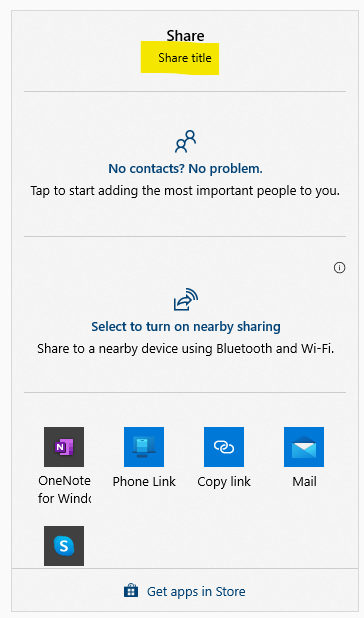 Share
Share title
No contacts? No problem.
Tap to start adding the most important people to you.
Select to turn on nearby sharing
Share to a nearby device using Bluetooth and Wi-Fi.
OneNote
for Windo
Phone Link
Copy link
Mail
Get apps in Store